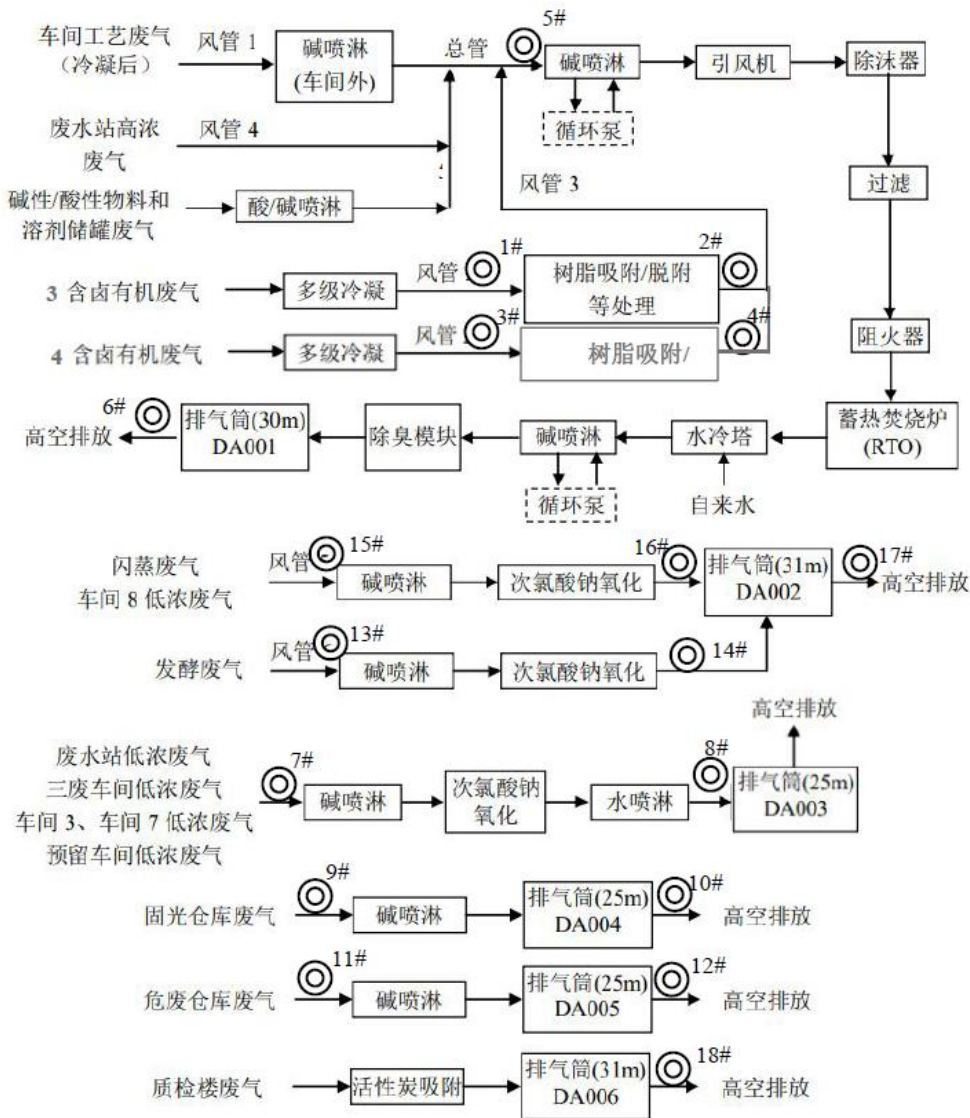 车间工艺废气
（冷凝后）
风管 1
碱喷淋
(车间外)
总管
5#
碱喷淋
引风机
除沫器
循环泵
废水站高浓
废气
风管 4
风管 3
过滤
碱性/酸性物料和
溶剂储罐废气
酸/碱喷淋
1#
2#
3 含卤有机废气
多级冷凝
风管
树脂吸附/脱附
等处理
3#
4#
4 含卤有机废气
多级冷凝
风管
树脂吸附/
阻火器
6#
高空排放
排气筒(30m)
DA001
除臭模块
碱喷淋
水冷塔
蓄热焚烧炉
(RTO)
循环泵
自来水
闪蒸废气
车间 8 低浓废气
风管
15#
碱喷淋
次氯酸钠氧化
16#
排气筒(31m)
DA002
17#
高空排放
发酵废气
风管
13#
碱喷淋
次氯酸钠氧化
14#
高空排放
废水站低浓废气
三废车间低浓废气
车间 3、车间 7 低浓废气
预留车间低浓废气
7#
碱喷淋
次氯酸钠
氧化
水喷淋
8#
排气筒(25m)
DA003
固光仓库废气
9#
碱喷淋
排气筒(25m)
DA004
10#
高空排放
危废仓库废气
11#
碱喷淋
排气筒(25m)
DA005
12#
高空排放
质检楼废气
活性炭吸附
排气筒(31m)
DA006
18#
高空排放